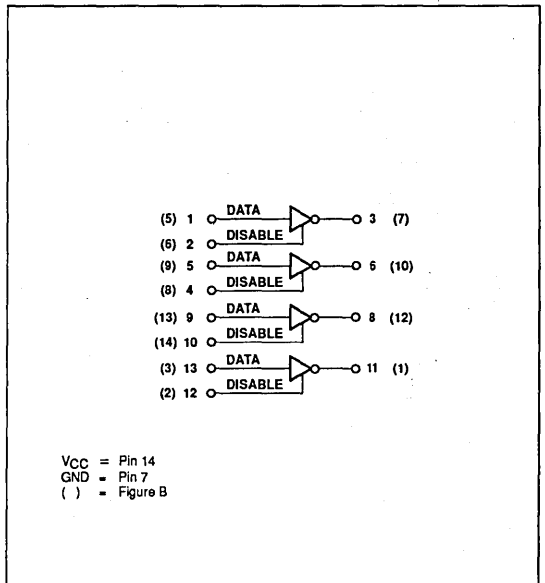 DATA
(5) 1 3 (7)
DISABLE
(6) 2
DATA
(9) 5 6 (10)
DISABLE
(8) 4
DATA
(13) 9 8 (12)
DISABLE
(14) 10
DATA
(3) 13 11 (1)
DISABLE
(2) 12
VCC = Pin 14
GND = Pin 7
( ) = Figure B